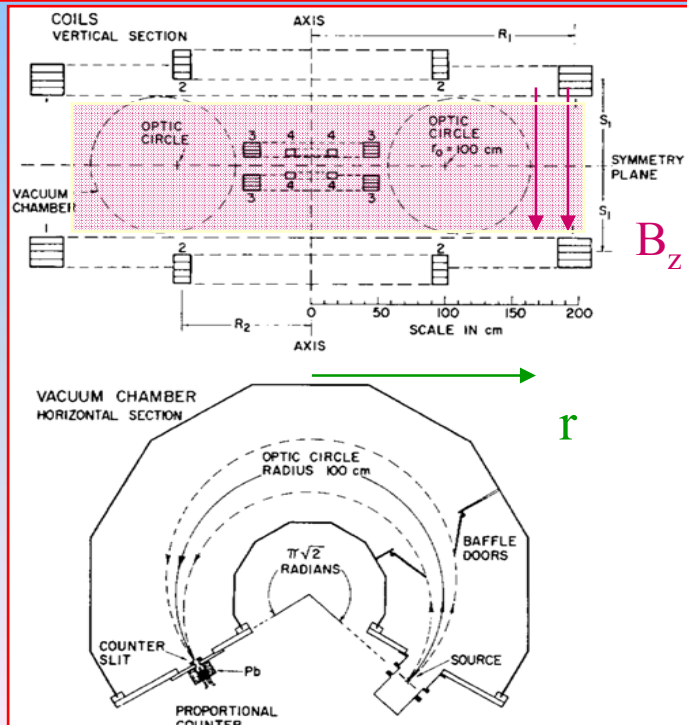 COILS
VERTICAL SECTION
AXIS
R₁
2
2
OPTIC
CIRCLE
3 4 4 3
OPTIC
CIRCLE
r₀ = 100 cm
S₁
SYMMETRY
PLANE
VACUUM
CHAMBER
4 4
3 3
S₁
2
2
B_z
R₂
0 50 100 150 200
SCALE IN cm
AXIS
VACUUM CHAMBER
HORIZONTAL SECTION
r
OPTIC CIRCLE
RADIUS 100 cm
π√2
RADIANS
BAFFLE
DOORS
COUNTER
SLIT
Pb
SOURCE
PROPORTIONAL
COUNTER